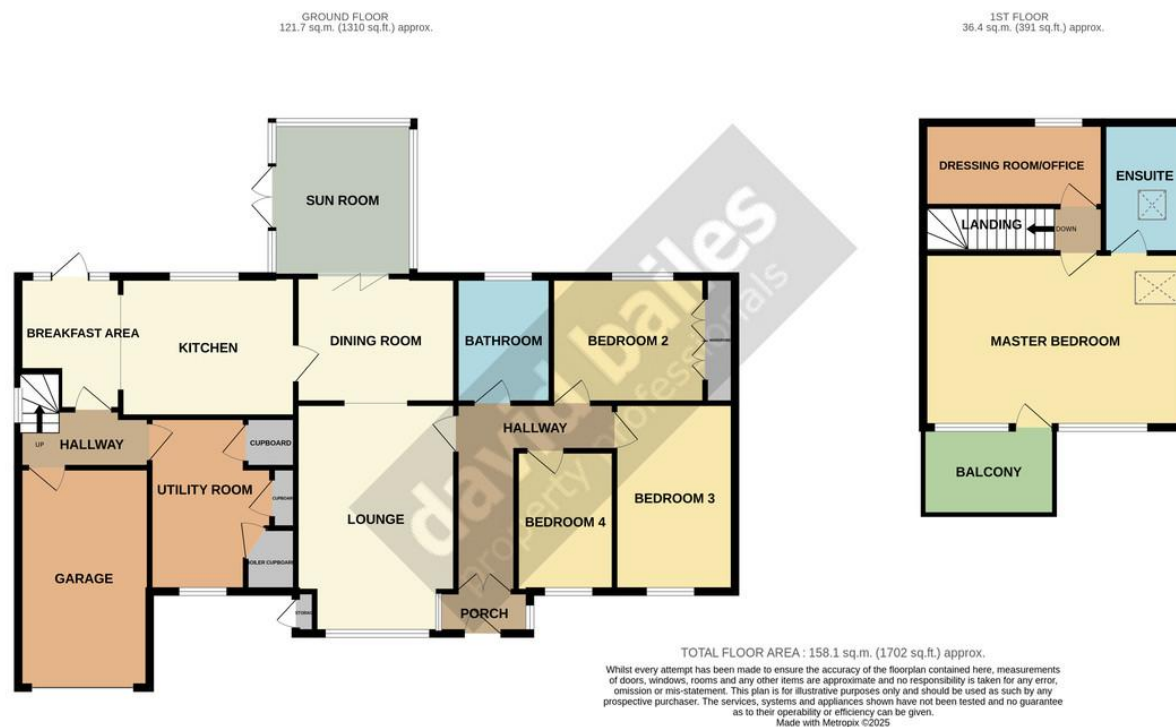 GROUND FLOOR
121.7 sq.m. (1310 sq.ft.) approx.
1ST FLOOR
36.4 sq.m. (391 sq.ft.) approx.
SUN ROOM
BREAKFAST AREA
KITCHEN
DINING ROOM
BATHROOM
BEDROOM 2
UP
HALLWAY
CUPBOARD
HALLWAY
UTILITY ROOM
CUPBOARD
LOUNGE
BEDROOM 4
BEDROOM 3
BOILER CUPBOARD
GARAGE
PORCH
DRESSING ROOM/OFFICE
ENSUITE
LANDING
DOWN
MASTER BEDROOM
BALCONY
david bailes
property professionals
TOTAL FLOOR AREA : 158.1 sq.m. (1702 sq.ft.) approx.
Whilst every attempt has been made to ensure the accuracy of the floorplan contained here, measurements
of doors, windows, rooms and any other items are approximate and no responsibility is taken for any error,
omission or mis-statement. This plan is for illustrative purposes only and should be used as such by any
prospective purchaser. The services, systems and appliances shown have not been tested and no guarantee
as to their operability or efficiency can be given.
Made with Metropix ©2025